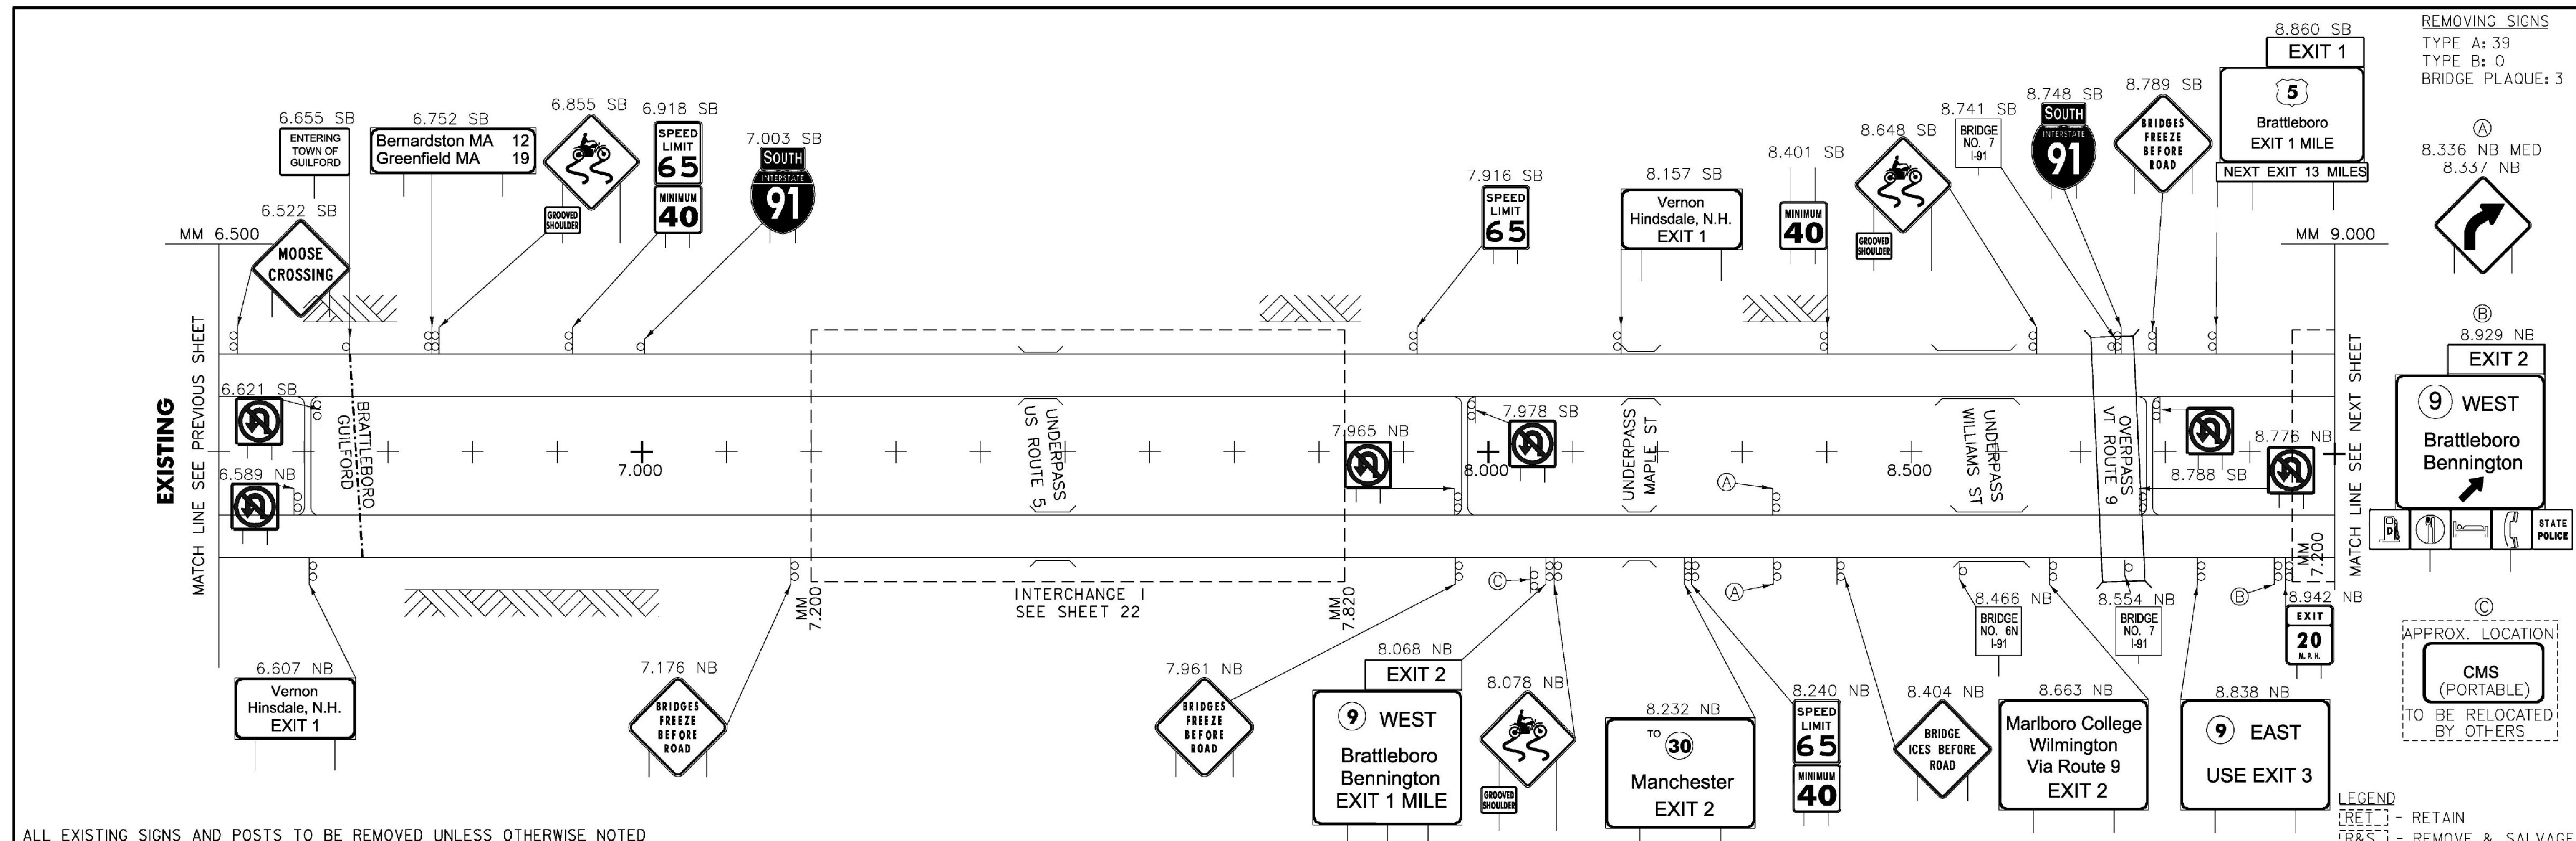 REMOVING SIGNS
TYPE A: 39
TYPE B: 10
BRIDGE PLAQUE: 3
6.522 SB
MOOSE
CROSSING
6.655 SB
ENTERING
TOWN OF
GUILFORD
6.752 SB
Bernardston MA 12
Greenfield MA 19
6.855 SB
GROOVED
SHOULDER
6.918 SB
SPEED
LIMIT
65
MINIMUM
40
7.003 SB
SOUTH
INTERSTATE
91
7.916 SB
SPEED
LIMIT
65
8.157 SB
Vernon
Hindsdale, N.H.
EXIT 1
8.401 SB
MINIMUM
40
8.648 SB
GROOVED
SHOULDER
8.741 SB
BRIDGE
NO. 7
I-91
8.748 SB
SOUTH
INTERSTATE
91
8.789 SB
BRIDGES
FREEZE
BEFORE
ROAD
8.860 SB
EXIT 1
5
Brattleboro
EXIT 1 MILE
NEXT EXIT 13 MILES
A
8.336 NB MED
8.337 NB
MM 6.500
MM 9.000
EXISTING
MATCH LINE SEE PREVIOUS SHEET
6.621 SB
6.589 NB
BRATTLEBORO
GUILFORD
7.000
UNDERPASS
US ROUTE 5
7.965 NB
7.978 SB
8.000
UNDERPASS
MAPLE ST
A
8.500
UNDERPASS
WILLIAMS ST
OVERPASS
VT ROUTE 9
8.788 SB
8.776 NB
MATCH LINE SEE NEXT SHEET
B
8.929 NB
EXIT 2
9 WEST
Brattleboro
Bennington
D
STATE
POLICE
MM
7.200
INTERCHANGE 1
SEE SHEET 22
MM
7.820
C
A
B
MM
7.200
6.607 NB
Vernon
Hinsdale, N.H.
EXIT 1
7.176 NB
BRIDGES
FREEZE
BEFORE
ROAD
7.961 NB
BRIDGES
FREEZE
BEFORE
ROAD
8.068 NB
EXIT 2
9 WEST
Brattleboro
Bennington
EXIT 1 MILE
8.078 NB
GROOVED
SHOULDER
8.232 NB
TO 30
Manchester
EXIT 2
8.240 NB
SPEED
LIMIT
65
MINIMUM
40
8.404 NB
BRIDGE
ICES BEFORE
ROAD
8.466 NB
BRIDGE
NO. 6N
I-91
8.663 NB
Marlboro College
Wilmington
Via Route 9
EXIT 2
8.554 NB
BRIDGE
NO. 7
I-91
8.838 NB
9 EAST
USE EXIT 3
8.942 NB
EXIT
20
M.P.H.
C
APPROX. LOCATION
CMS
(PORTABLE)
TO BE RELOCATED
BY OTHERS
LEGEND
RET - RETAIN
R&S - REMOVE & SALVAGE
ALL EXISTING SIGNS AND POSTS TO BE REMOVED UNLESS OTHERWISE NOTED